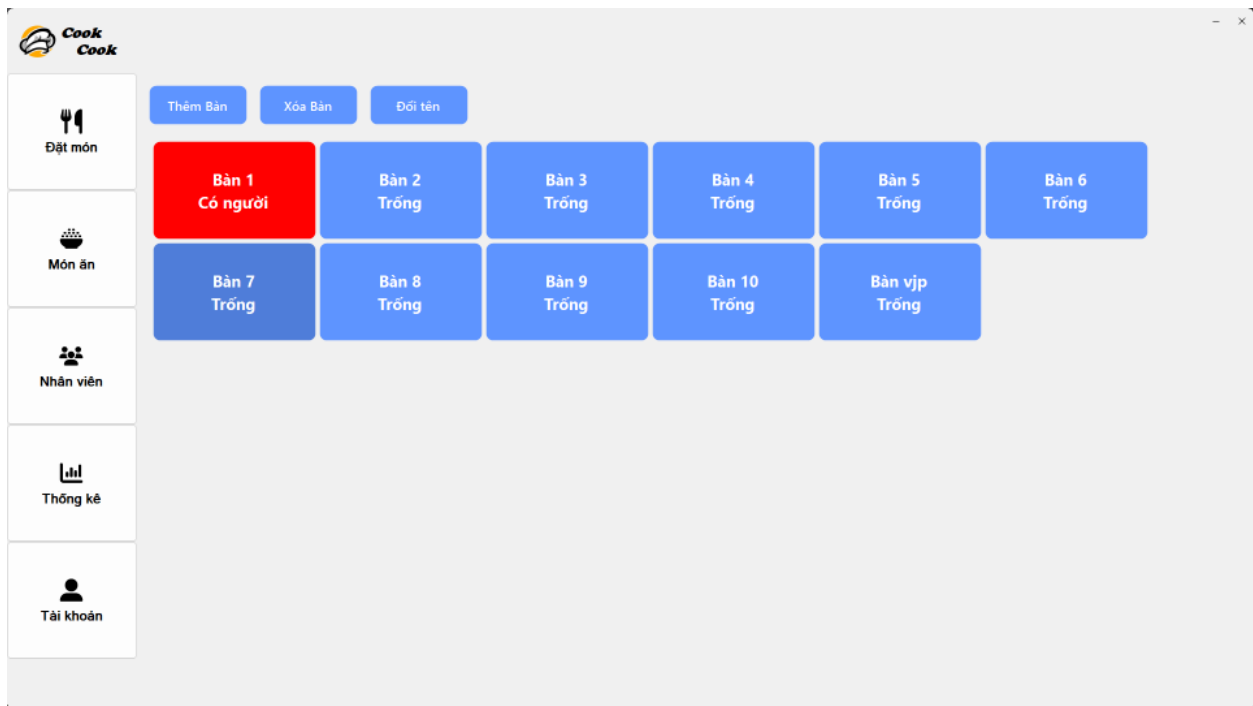 Cook
Cook
Đặt món
Món ăn
Nhân viên
Thống kê
Tài khoản
Thêm Bàn
Xóa Bàn
Đổi tên
Bàn 1
Có người
Bàn 2
Trống
Bàn 3
Trống
Bàn 4
Trống
Bàn 5
Trống
Bàn 6
Trống
Bàn 7
Trống
Bàn 8
Trống
Bàn 9
Trống
Bàn 10
Trống
Bàn vjp
Trống